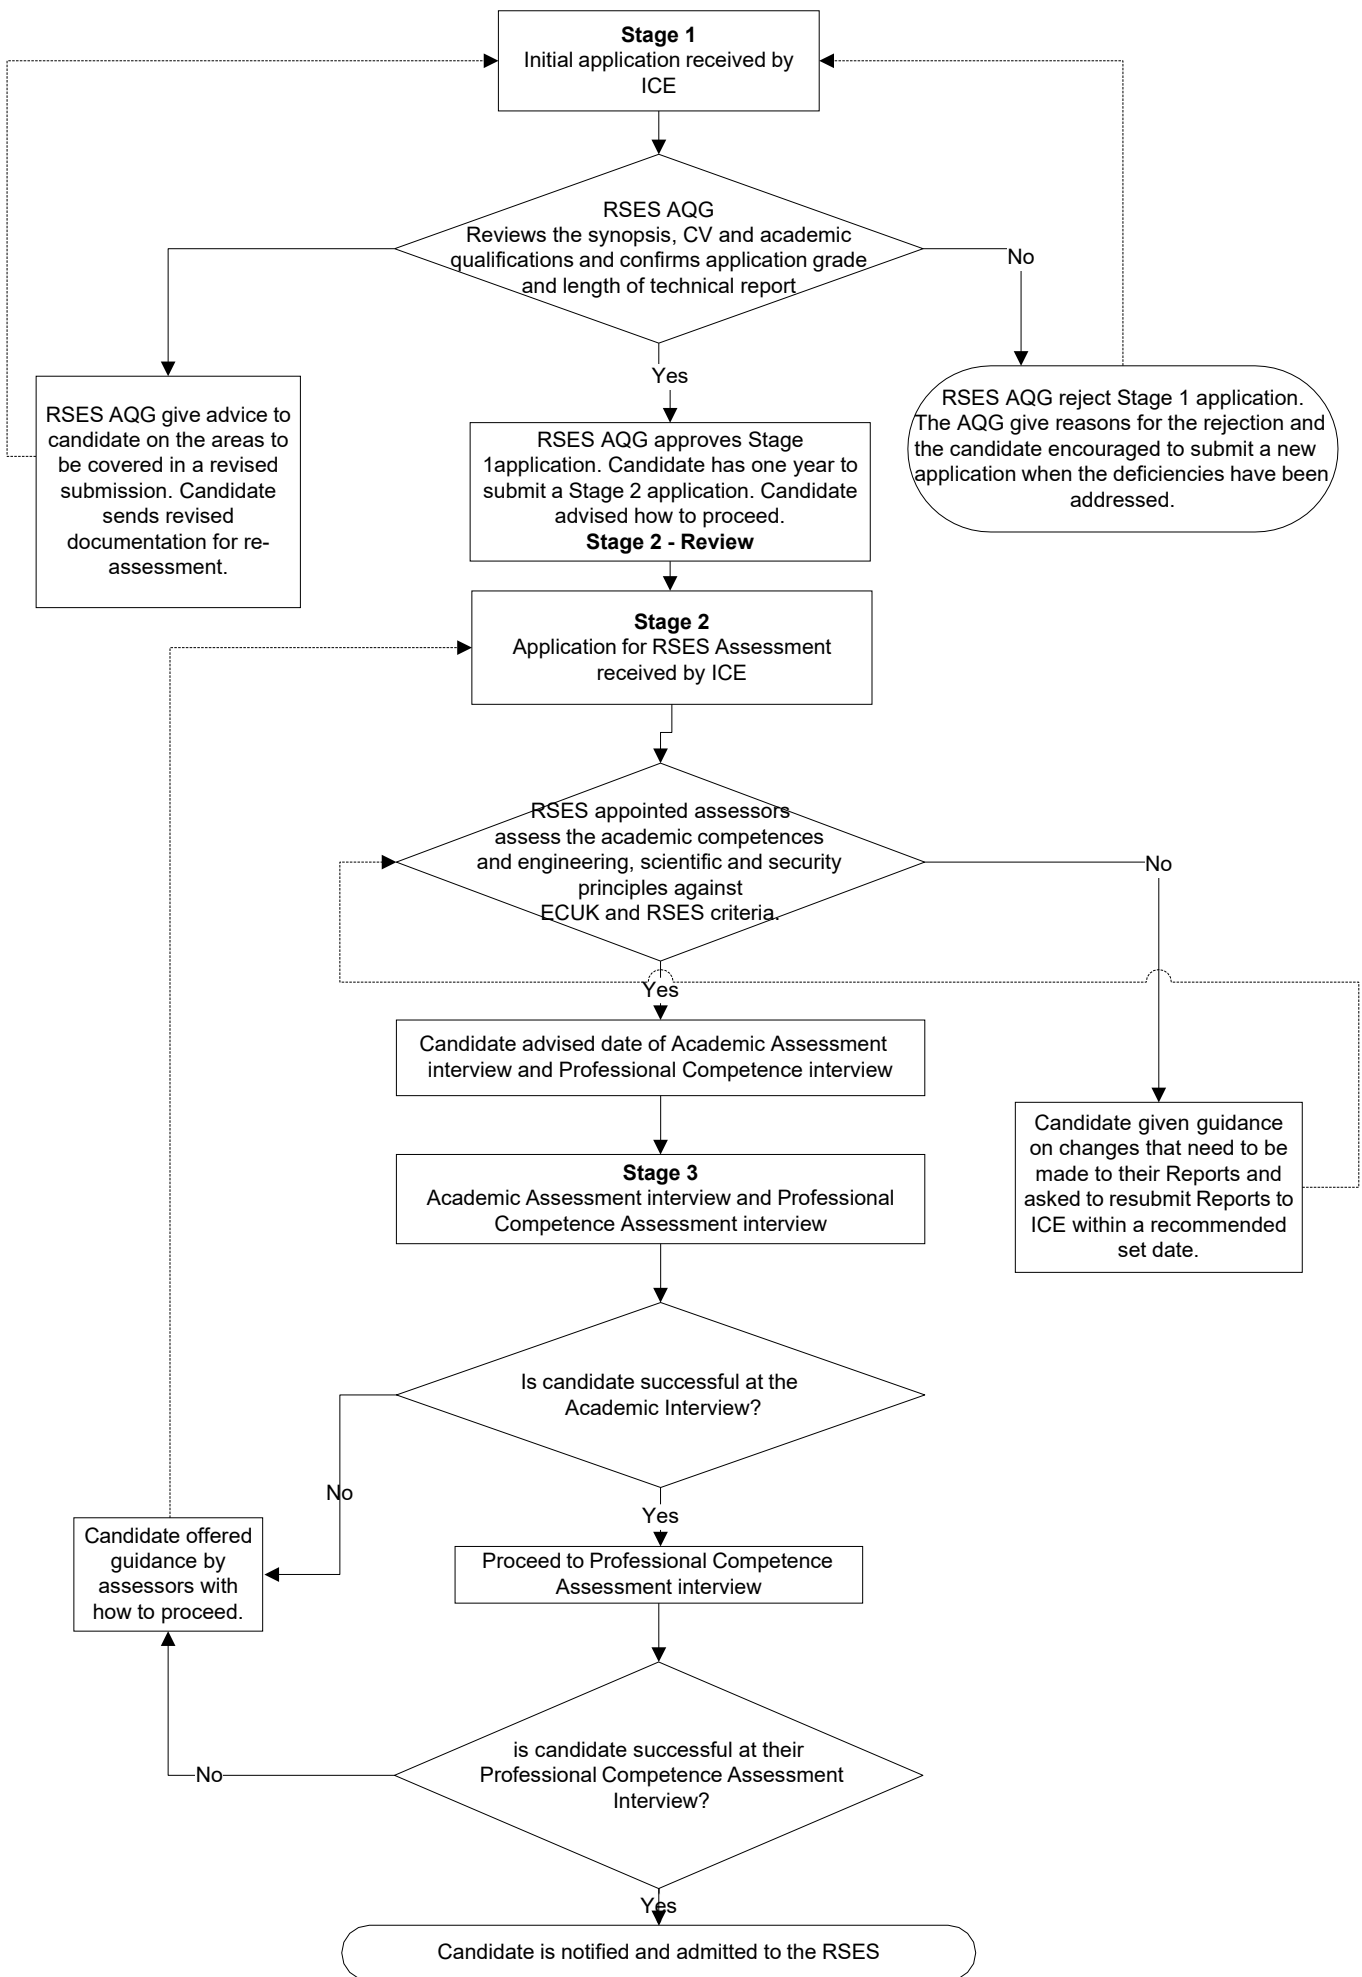 Stage 1
Initial application received by
ICE
RSES AQG
Reviews the synopsis, CV and academic
qualifications and confirms application grade
and length of technical report
No
Yes
RSES AQG give advice to
candidate on the areas to
be covered in a revised
submission. Candidate
sends revised
documentation for re-
assessment.
RSES AQG approves Stage
1application. Candidate has one year to
submit a Stage 2 application. Candidate
advised how to proceed.
Stage 2 - Review
RSES AQG reject Stage 1 application.
The AQG give reasons for the rejection and
the candidate encouraged to submit a new
application when the deficiencies have been
addressed.
Stage 2
Application for RSES Assessment
received by ICE
RSES appointed assessors
assess the academic competences
and engineering, scientific and security
principles against
ECUK and RSES criteria.
No
Yes
Candidate advised date of Academic Assessment
interview and Professional Competence interview
Candidate given guidance
on changes that need to be
made to their Reports and
asked to resubmit Reports to
ICE within a recommended
set date.
Stage 3
Academic Assessment interview and Professional
Competence Assessment interview
Is candidate successful at the
Academic Interview?
No
Yes
Candidate offered
guidance by
assessors with
how to proceed.
Proceed to Professional Competence
Assessment interview
is candidate successful at their
Professional Competence Assessment
Interview?
No
Yes
Candidate is notified and admitted to the RSES